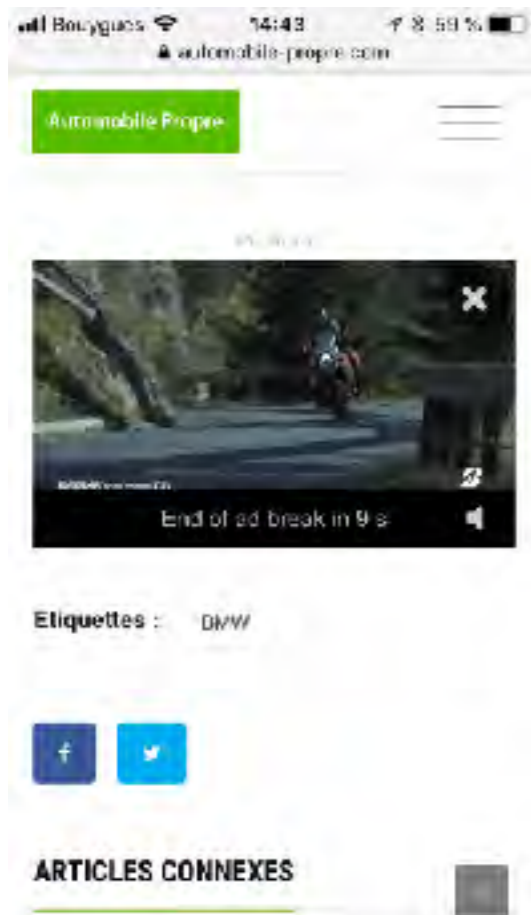 Bouygues 14:43 59 %
automobile-propre.com
Automobile Propre
End of ad break in 9 s
Etiquettes : BMW
f
ARTICLES CONNEXES